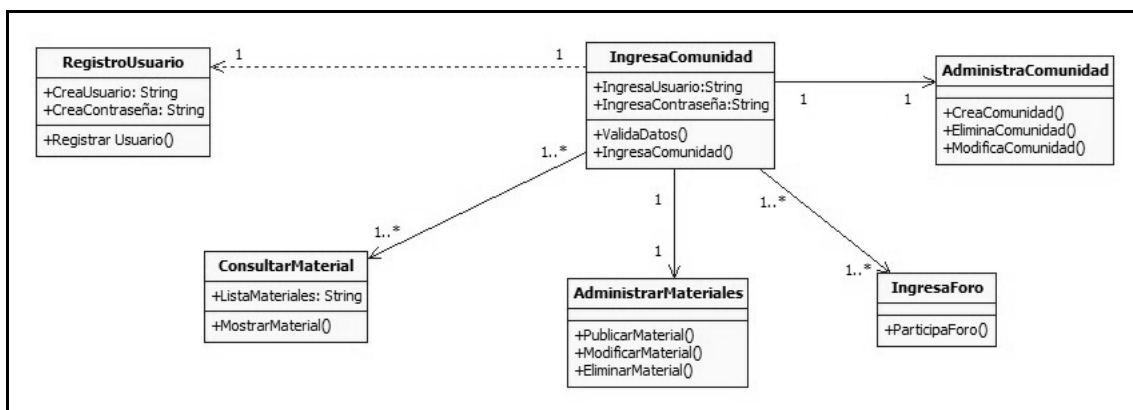 RegistroUsuario
+CreaUsuario: String
+CreaContraseña: String
+Registrar Usuario()
1
1
IngresaComunidad
+IngresaUsuario:String
+IngresaContraseña:String
+ValidaDatos()
+IngresaComunidad()
1
1
AdministraComunidad
+CreaComunidad()
+EliminaComunidad()
+ModificaComunidad()
1..*
1..*
ConsultarMaterial
+ListaMateriales: String
+MostrarMaterial()
1
1
AdministrarMateriales
+PublicarMaterial()
+ModificarMaterial()
+EliminarMaterial()
1..*
1..*
IngresaForo
+ParticipaForo()